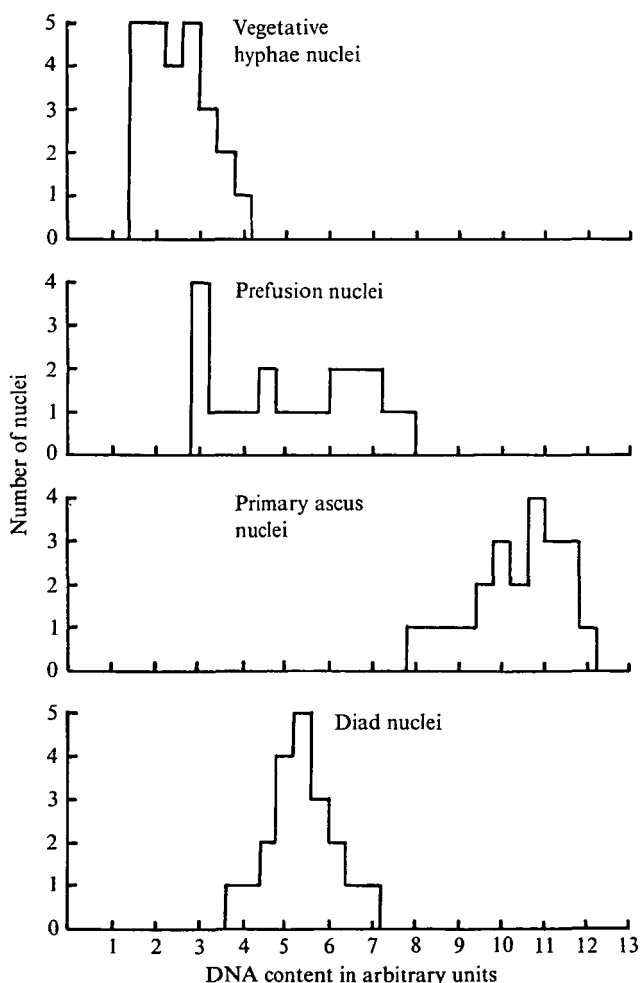 5
4
3
2
1
0
Vegetative
hyphae nuclei
4
3
2
1
0
Prefusion nuclei
Number of nuclei
4
3
2
1
0
Primary ascus
nuclei
5
4
3
2
1
0
Diad nuclei
1 2 3 4 5 6 7 8 9 10 11 12 13
DNA content in arbitrary units